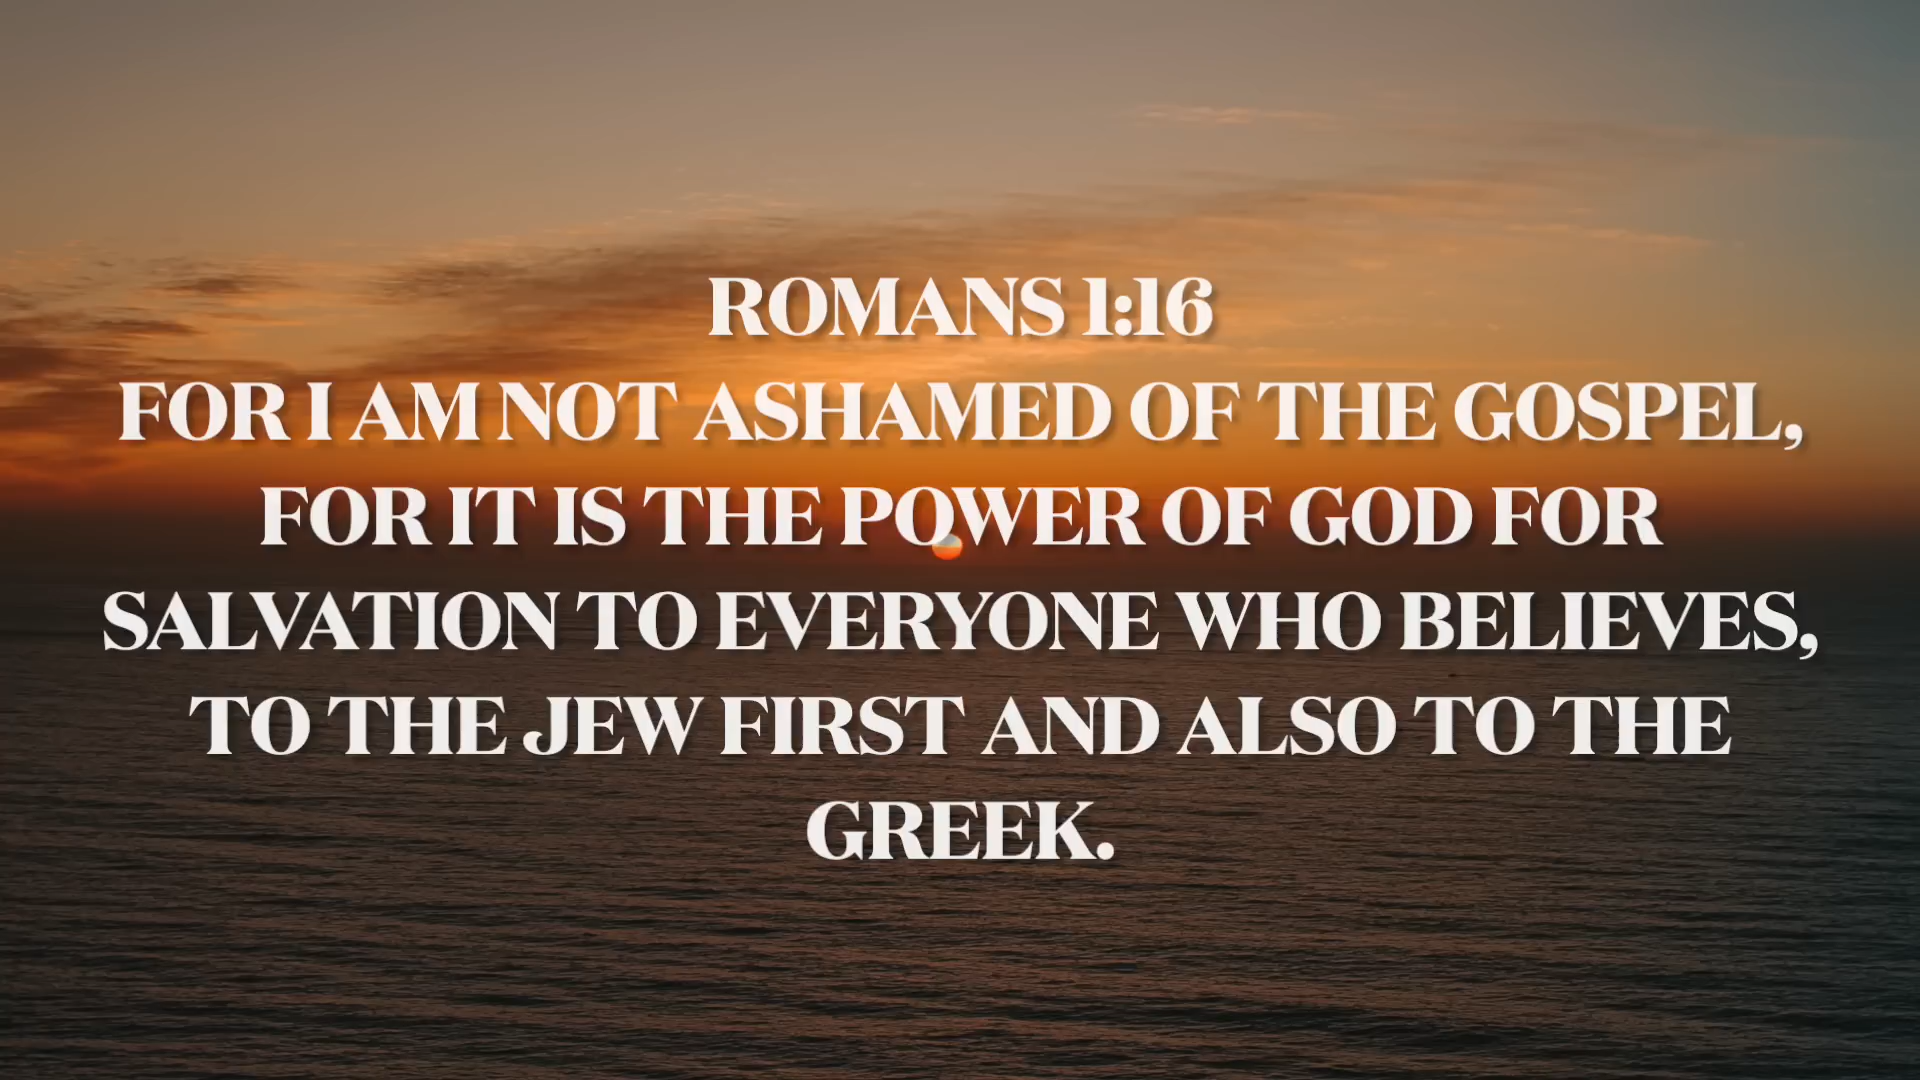 ROMANS 1:16
FOR I AM NOT ASHAMED OF THE GOSPEL,
FOR IT IS THE POWER OF GOD FOR
SALVATION TO EVERYONE WHO BELIEVES,
TO THE JEW FIRST AND ALSO TO THE
GREEK.